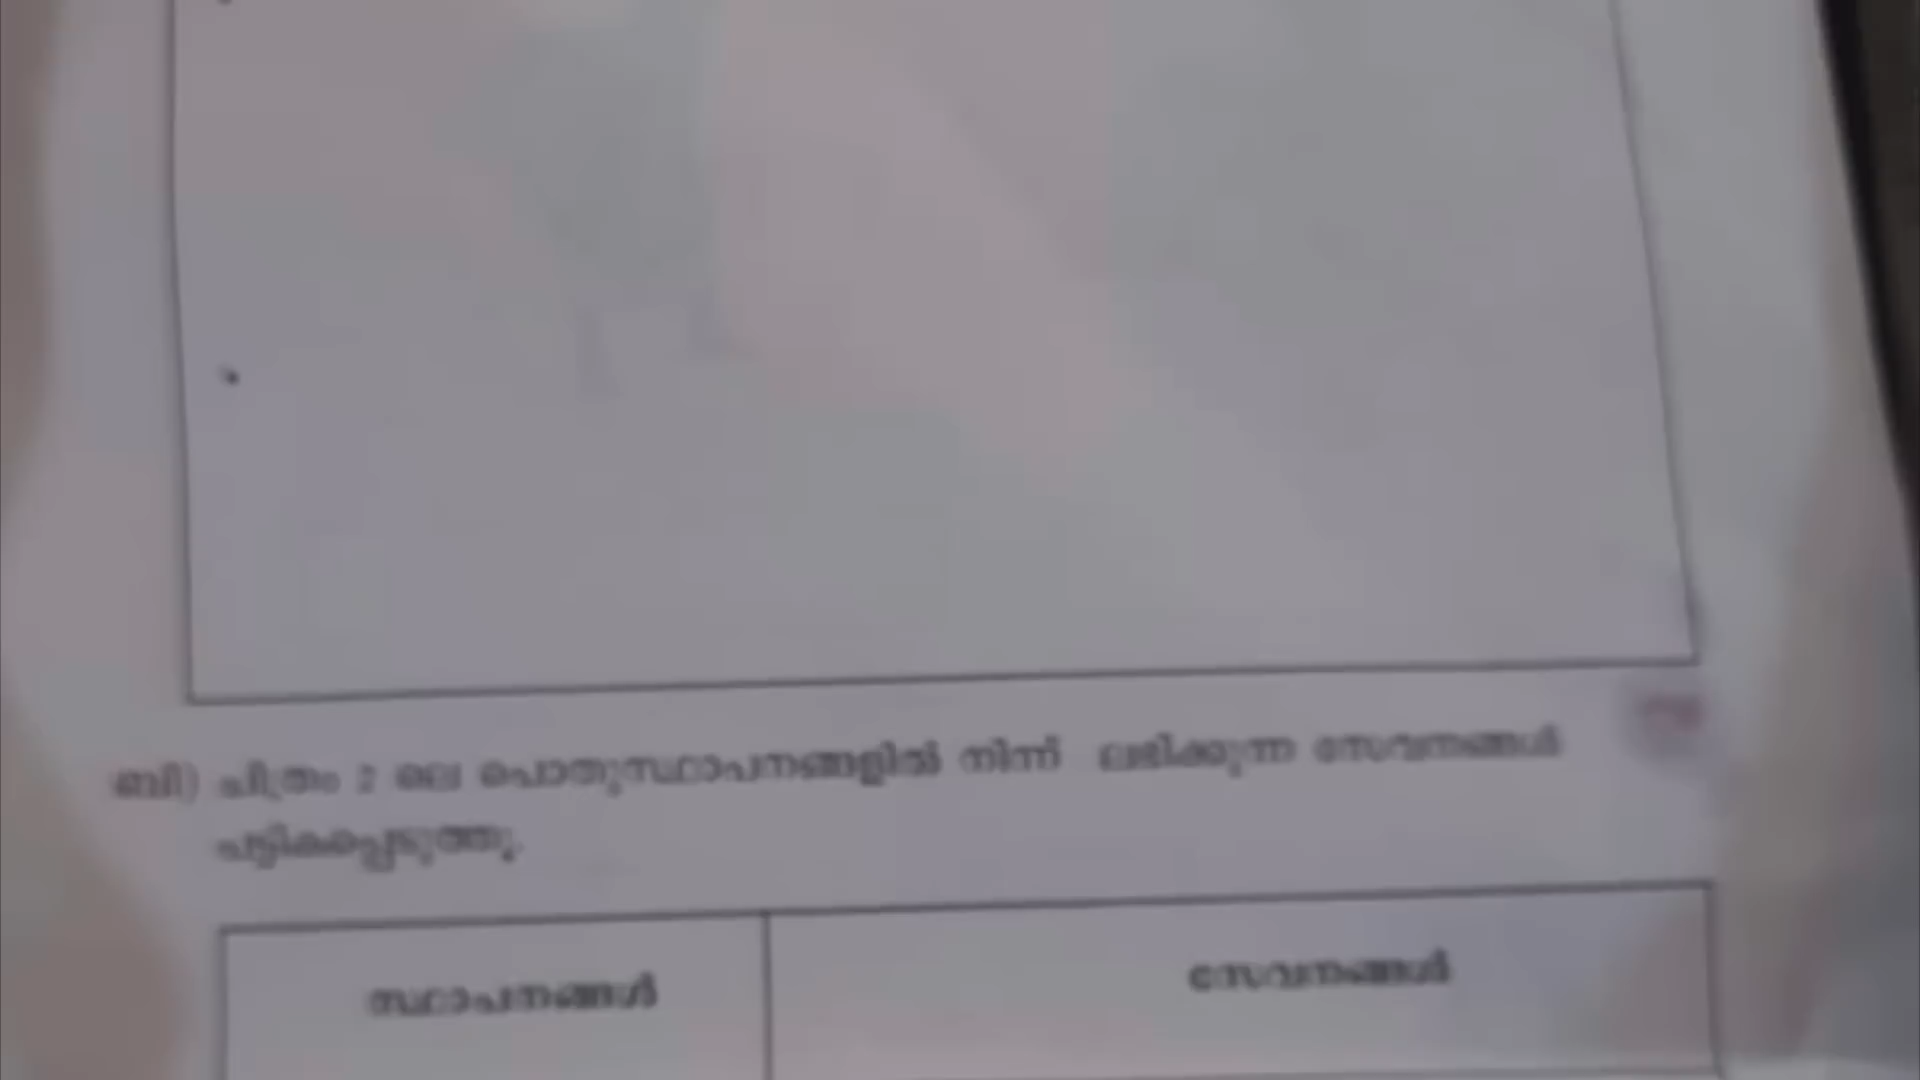 ബി) ചിത്രം 2 ലെ പൊതുസ്ഥാപനങ്ങളിൽ നിന്ന് ലഭിക്കുന്ന സേവനങ്ങൾ
പട്ടികപ്പെടുത്തൂ.
സ്ഥാപനങ്ങൾ
സേവനങ്ങൾ